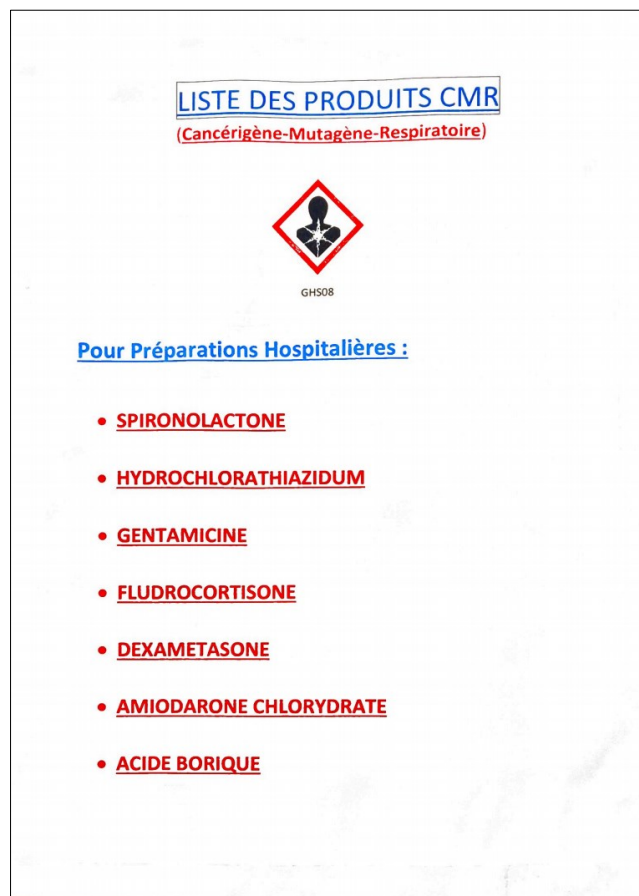 LISTE DES PRODUITS CMR
(Cancérigène-Mutagène-Respiratoire)
GHS08
Pour Préparations Hospitalières :
• SPIRONOLACTONE
• HYDROCHLORATHIAZIDUM
• GENTAMICINE
• FLUDROCORTISONE
• DEXAMETASONE
• AMIODARONE CHLORYDRATE
• ACIDE BORIQUE